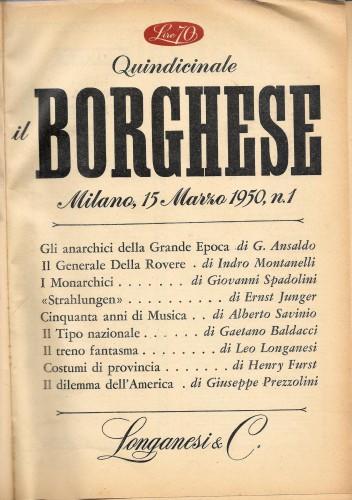 Lire 70
Quindicinale
il BORGHESE
Milano, 15 Marzo 1950, n.1
Gli anarchici della Grande Epoca di G. Ansaldo
Il Generale Della Rovere . di Indro Montanelli
I Monarchici . . . . . . . di Giovanni Spadolini
«Strahlungen» . . . . . . . . . . di Ernst Junger
Cinquanta anni di Musica . . di Alberto Savinio
Il Tipo nazionale . . . . . . di Gaetano Baldacci
Il treno fantasma . . . . . . . di Leo Longanesi
Costumi di provincia . . . . . . di Henry Furst
Il dilemma dell'America . di Giuseppe Prezzolini
Longanesi & C.